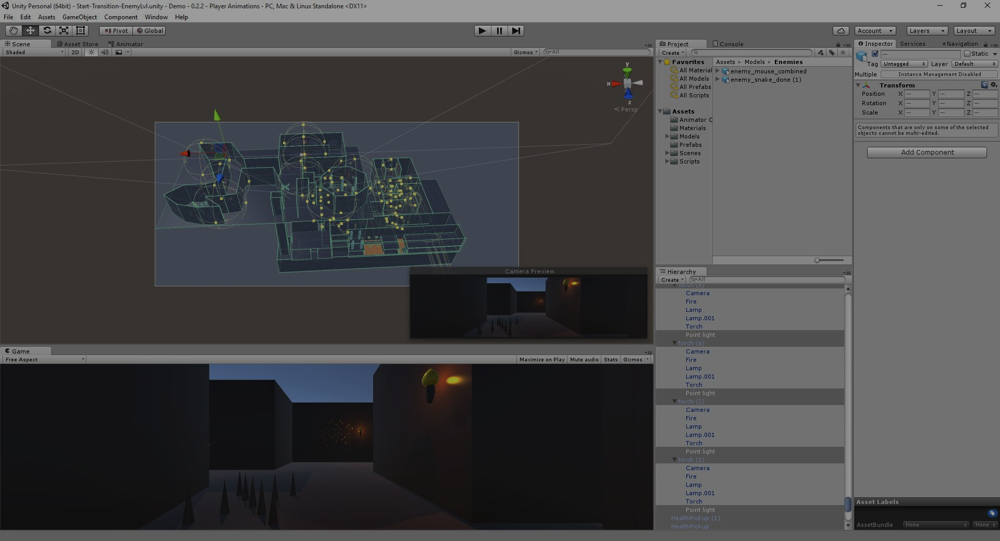 Unity Personal (64bit) - Start-Transition-EnemyLvl.unity - Demo - 0.2.2 - Player Animations - PC, Mac & Linux Standalone <DX11>
File Edit Assets GameObject Component Window Help
Pivot Global Account Layers Layout
Scene Asset Store Animator
Shaded 2D Gizmos All
y
x
z
Persp
Camera Preview
Game
Free Aspect Maximize on Play Mute audio Stats Gizmos
Project Console
Create
Favorites
All Material
All Models
All Prefabs
All Scripts
Assets
Animator C
Materials
Models
Prefabs
Scenes
Scripts
Assets Models Enemies
enemy_mouse_combined
enemy_snake_done (1)
Hierarchy
Create All
torch (5)
Camera
Fire
Lamp
Lamp.001
Torch
Point light
torch (6)
Camera
Fire
Lamp
Lamp.001
Torch
Point light
torch (2)
Camera
Fire
Lamp
Lamp.001
Torch
Point light
torch (1)
Camera
Fire
Lamp
Lamp.001
Torch
Point light
HealthPickup (1)
HealthPickup
Inspector Services Navigation
— Static
Tag Untagged Layer Default
Multiple Instance Management Disabled
Transform
Position X — Y — Z —
Rotation X — Y — Z —
Scale X — Y — Z —
Components that are only on some of the selected
objects cannot be multi-edited.
Add Component
Asset Labels
AssetBundle None None